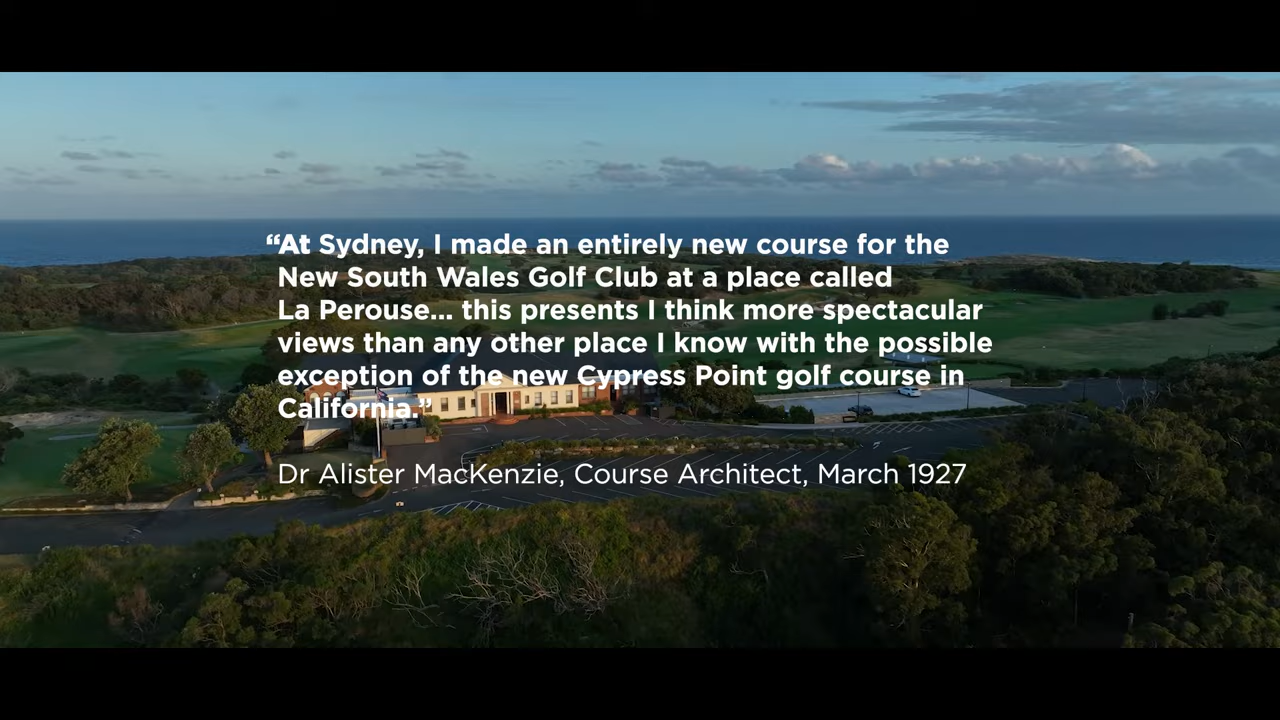 “At Sydney, I made an entirely new course for the
New South Wales Golf Club at a place called
La Perouse... this presents I think more spectacular
views than any other place I know with the possible
exception of the new Cypress Point golf course in
California.”
Dr Alister MacKenzie, Course Architect, March 1927